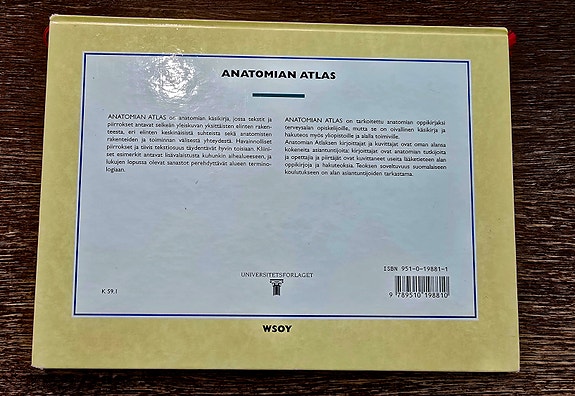 ANATOMIAN ATLAS
ANATOMIAN ATLAS on anatomian käsikirja, jossa tekstit ja
piirrokset antavat selkeän yleiskuvan yksittäisten elinten raken-
teesta, eri elinten keskinäisistä suhteista sekä anatomisten
rakenteiden ja toiminnan välisestä yhteydestä. Havainnolliset
piirrokset ja tiivis tekstiosuus täydentävät hyvin toisiaan. Kliini-
set esimerkit antavat lisävalaistusta kuhunkin aihealueeseen, ja
lukujen lopussa olevat sanastot perehdyttävät alueen termino-
logiaan.
ANATOMIAN ATLAS on tarkoitettu anatomian oppikirjaksi
terveysalan opiskelijoille, mutta se on oivallinen käsikirja ja
hakuteos myös yliopistoille ja alalla toimiville.
Anatomian Atlaksen kirjoittajat ja kuvittajat ovat oman alansa
kokeneita asiantuntijoita: kirjoittajat ovat anatomian tutkijoita
ja opettajia ja piirtäjät ovat kuvittaneet useita lääketieteen alan
oppikirjoja ja hakuteoksia. Teoksen soveltuvuus suomalaiseen
koulutukseen on alan asiantuntijoiden tarkastama.
UNIVERSITETSFORLAGET
K 59.1
ISBN 951-0-19881-1
9 789510 198810
WSOY